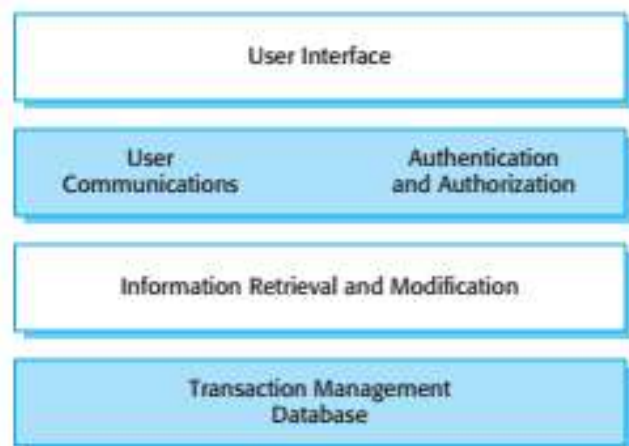 User Interface
User
Communications
Authentication
and Authorization
Information Retrieval and Modification
Transaction Management
Database